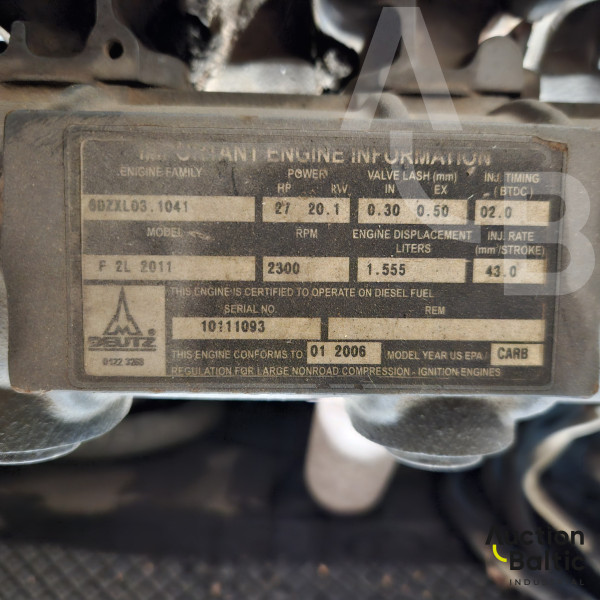 IMPORTANT ENGINE INFORMATION
ENGINE FAMILY POWER VALVE LASH (mm) INJ. TIMING
HP KW IN EX (BTDC)
6DZXL03.1041 27 20.1 0.30 0.50 02.0
MODEL RPM ENGINE DISPLACEMENT INJ. RATE
LITERS (mm³/STROKE)
F 2L 2011 2300 1.555 43.0
THIS ENGINE IS CERTIFIED TO OPERATE ON DIESEL FUEL
SERIAL NO. REM
10111093
DEUTZ
THIS ENGINE CONFORMS TO 01 2006 MODEL YEAR US EPA / CARB
0122 3268
REGULATION FOR LARGE NONROAD COMPRESSION - IGNITION-ENGINES
A
B
Auction
Baltic
INDUSTRIAL